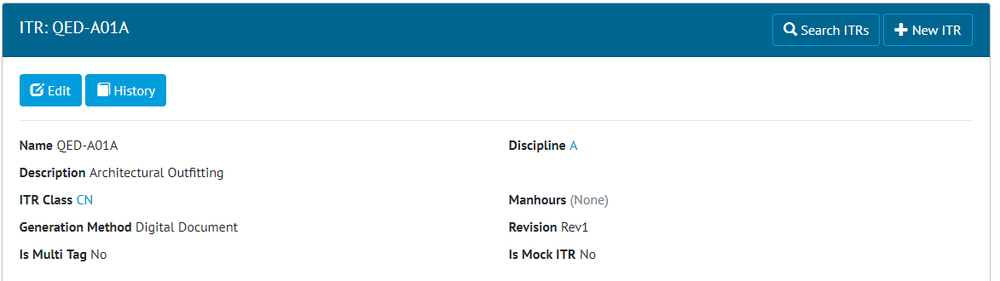 ITR: QED-A01A
Search ITRs
New ITR
Edit
History
Name QED-A01A
Discipline A
Description Architectural Outfitting
ITR Class CN
Manhours (None)
Generation Method Digital Document
Revision Rev1
Is Multi Tag No
Is Mock ITR No